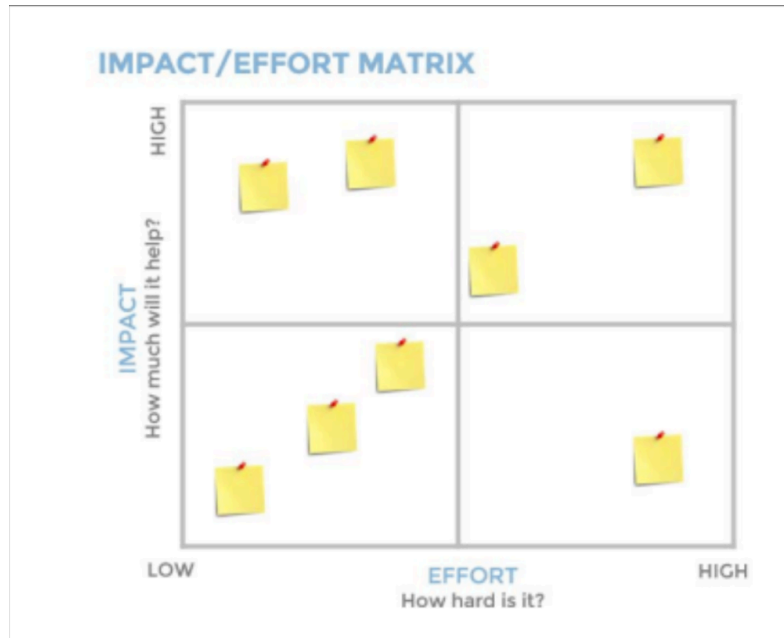 IMPACT/EFFORT MATRIX
HIGH
IMPACT
How much will it help?
LOW
EFFORT
HIGH
How hard is it?